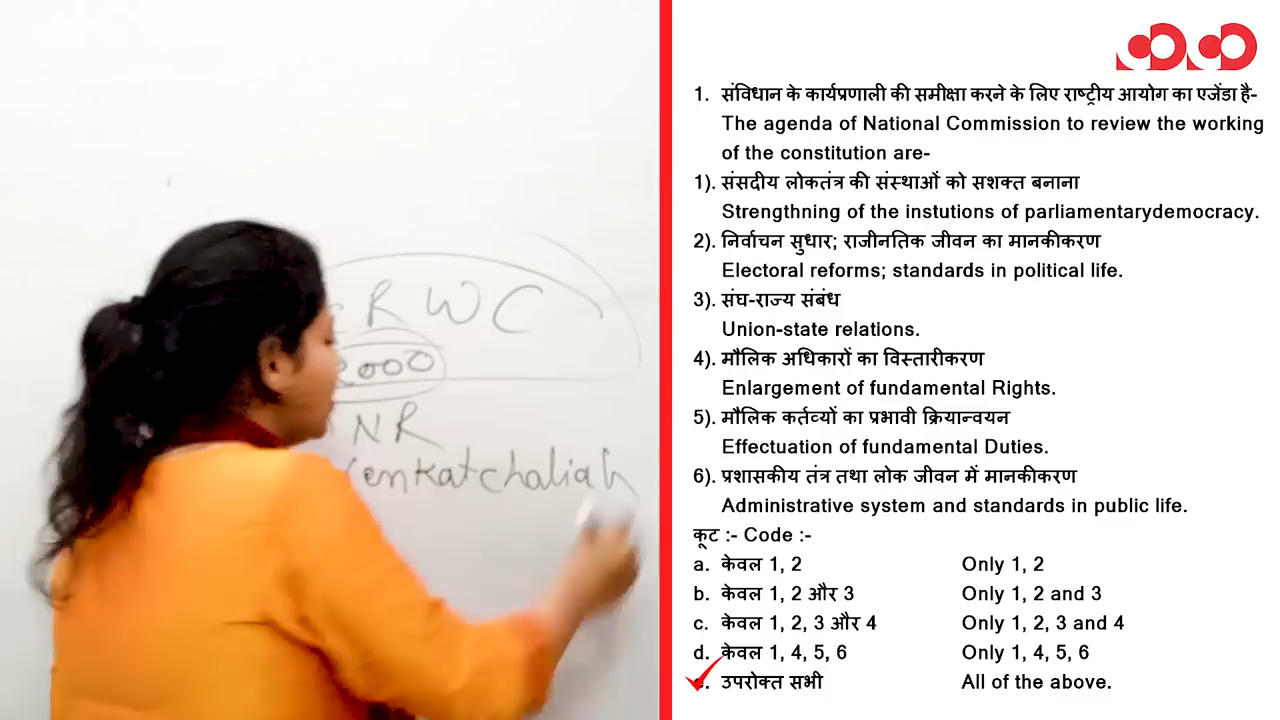 RWC
2000
NR
Venkatchaliah
1. संविधान के कार्यप्रणाली की समीक्षा करने के लिए राष्ट्रीय आयोग का एजेंडा है-
The agenda of National Commission to review the working
of the constitution are-
1). संसदीय लोकतंत्र की संस्थाओं को सशक्त बनाना
Strengthning of the instutions of parliamentarydemocracy.
2). निर्वाचन सुधार; राजीनतिक जीवन का मानकीकरण
Electoral reforms; standards in political life.
3). संघ-राज्य संबंध
Union-state relations.
4). मौलिक अधिकारों का विस्तारीकरण
Enlargement of fundamental Rights.
5). मौलिक कर्तव्यों का प्रभावी क्रियान्वयन
Effectuation of fundamental Duties.
6). प्रशासकीय तंत्र तथा लोक जीवन में मानकीकरण
Administrative system and standards in public life.
कूट :- Code :-
a. केवल 1, 2 Only 1, 2
b. केवल 1, 2 और 3 Only 1, 2 and 3
c. केवल 1, 2, 3 और 4 Only 1, 2, 3 and 4
d. केवल 1, 4, 5, 6 Only 1, 4, 5, 6
e. उपरोक्त सभी All of the above.